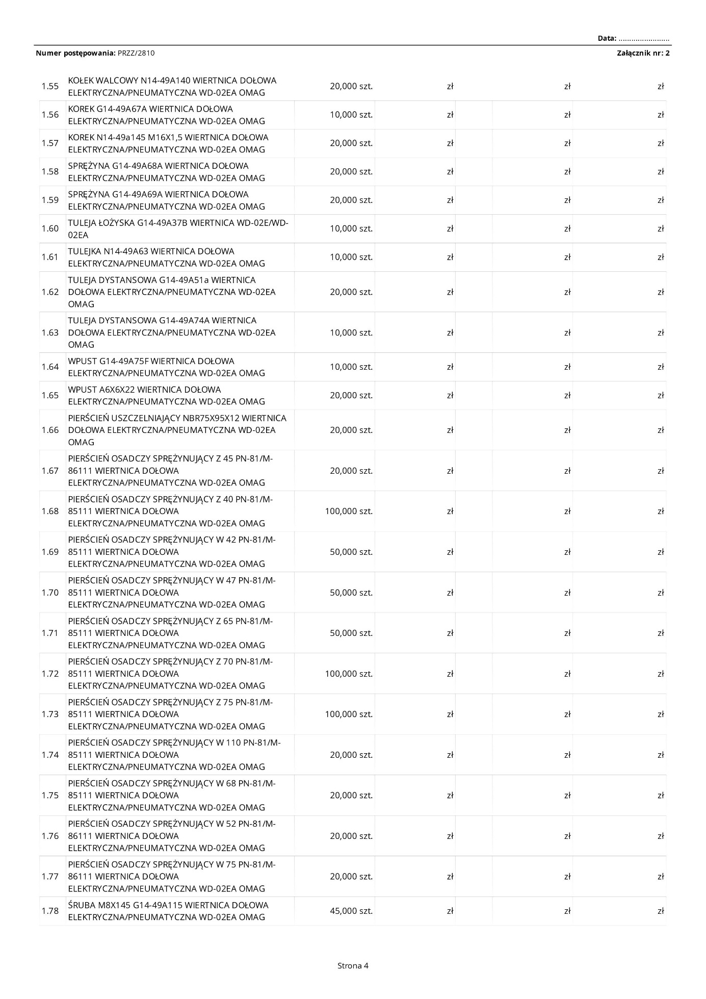 Data: ........................
Numer postępowania: PRZZ/2810 Załącznik nr: 2
KOŁEK WALCOWY N14-49A140 WIERTNICA DOŁOWA
1.55 20,000 szt. zł zł zł
ELEKTRYCZNA/PNEUMATYCZNA WD-02EA OMAG
KOREK G14-49A67A WIERTNICA DOŁOWA
1.56 10,000 szt. zł zł zł
ELEKTRYCZNA/PNEUMATYCZNA WD-02EA OMAG
KOREK N14-49a145 M16X1,5 WIERTNICA DOŁOWA
1.57 20,000 szt. zł zł zł
ELEKTRYCZNA/PNEUMATYCZNA WD-02EA OMAG
SPRĘŻYNA G14-49A68A WIERTNICA DOŁOWA
1.58 20,000 szt. zł zł zł
ELEKTRYCZNA/PNEUMATYCZNA WD-02EA OMAG
SPRĘŻYNA G14-49A69A WIERTNICA DOŁOWA
1.59 20,000 szt. zł zł zł
ELEKTRYCZNA/PNEUMATYCZNA WD-02EA OMAG
TULEJA ŁOŻYSKA G14-49A37B WIERTNICA WD-02E/WD-
1.60 10,000 szt. zł zł zł
02EA
TULEJKA N14-49A63 WIERTNICA DOŁOWA
1.61 10,000 szt. zł zł zł
ELEKTRYCZNA/PNEUMATYCZNA WD-02EA OMAG
TULEJA DYSTANSOWA G14-49A51a WIERTNICA
1.62 DOŁOWA ELEKTRYCZNA/PNEUMATYCZNA WD-02EA 20,000 szt. zł zł zł
OMAG
TULEJA DYSTANSOWA G14-49A74A WIERTNICA
1.63 DOŁOWA ELEKTRYCZNA/PNEUMATYCZNA WD-02EA 10,000 szt. zł zł zł
OMAG
WPUST G14-49A75F WIERTNICA DOŁOWA
1.64 10,000 szt. zł zł zł
ELEKTRYCZNA/PNEUMATYCZNA WD-02EA OMAG
WPUST A6X6X22 WIERTNICA DOŁOWA
1.65 20,000 szt. zł zł zł
ELEKTRYCZNA/PNEUMATYCZNA WD-02EA OMAG
PIERŚCIEŃ USZCZELNIAJĄCY NBR75X95X12 WIERTNICA
1.66 DOŁOWA ELEKTRYCZNA/PNEUMATYCZNA WD-02EA 20,000 szt. zł zł zł
OMAG
PIERŚCIEŃ OSADCZY SPRĘŻYNUJĄCY Z 45 PN-81/M-
1.67 86111 WIERTNICA DOŁOWA 20,000 szt. zł zł zł
ELEKTRYCZNA/PNEUMATYCZNA WD-02EA OMAG
PIERŚCIEŃ OSADCZY SPRĘŻYNUJĄCY Z 40 PN-81/M-
1.68 85111 WIERTNICA DOŁOWA 100,000 szt. zł zł zł
ELEKTRYCZNA/PNEUMATYCZNA WD-02EA OMAG
PIERŚCIEŃ OSADCZY SPRĘŻYNUJĄCY W 42 PN-81/M-
1.69 85111 WIERTNICA DOŁOWA 50,000 szt. zł zł zł
ELEKTRYCZNA/PNEUMATYCZNA WD-02EA OMAG
PIERŚCIEŃ OSADCZY SPRĘŻYNUJĄCY W 47 PN-81/M-
1.70 85111 WIERTNICA DOŁOWA 50,000 szt. zł zł zł
ELEKTRYCZNA/PNEUMATYCZNA WD-02EA OMAG
PIERŚCIEŃ OSADCZY SPRĘŻYNUJĄCY Z 65 PN-81/M-
1.71 85111 WIERTNICA DOŁOWA 50,000 szt. zł zł zł
ELEKTRYCZNA/PNEUMATYCZNA WD-02EA OMAG
PIERŚCIEŃ OSADCZY SPRĘŻYNUJĄCY Z 70 PN-81/M-
1.72 85111 WIERTNICA DOŁOWA 100,000 szt. zł zł zł
ELEKTRYCZNA/PNEUMATYCZNA WD-02EA OMAG
PIERŚCIEŃ OSADCZY SPRĘŻYNUJĄCY Z 75 PN-81/M-
1.73 85111 WIERTNICA DOŁOWA 100,000 szt. zł zł zł
ELEKTRYCZNA/PNEUMATYCZNA WD-02EA OMAG
PIERŚCIEŃ OSADCZY SPRĘŻYNUJĄCY W 110 PN-81/M-
1.74 85111 WIERTNICA DOŁOWA 20,000 szt. zł zł zł
ELEKTRYCZNA/PNEUMATYCZNA WD-02EA OMAG
PIERŚCIEŃ OSADCZY SPRĘŻYNUJĄCY W 68 PN-81/M-
1.75 85111 WIERTNICA DOŁOWA 20,000 szt. zł zł zł
ELEKTRYCZNA/PNEUMATYCZNA WD-02EA OMAG
PIERŚCIEŃ OSADCZY SPRĘŻYNUJĄCY W 52 PN-81/M-
1.76 86111 WIERTNICA DOŁOWA 20,000 szt. zł zł zł
ELEKTRYCZNA/PNEUMATYCZNA WD-02EA OMAG
PIERŚCIEŃ OSADCZY SPRĘŻYNUJĄCY W 75 PN-81/M-
1.77 86111 WIERTNICA DOŁOWA 20,000 szt. zł zł zł
ELEKTRYCZNA/PNEUMATYCZNA WD-02EA OMAG
ŚRUBA M8X145 G14-49A115 WIERTNICA DOŁOWA
1.78 45,000 szt. zł zł zł
ELEKTRYCZNA/PNEUMATYCZNA WD-02EA OMAG
Strona 4